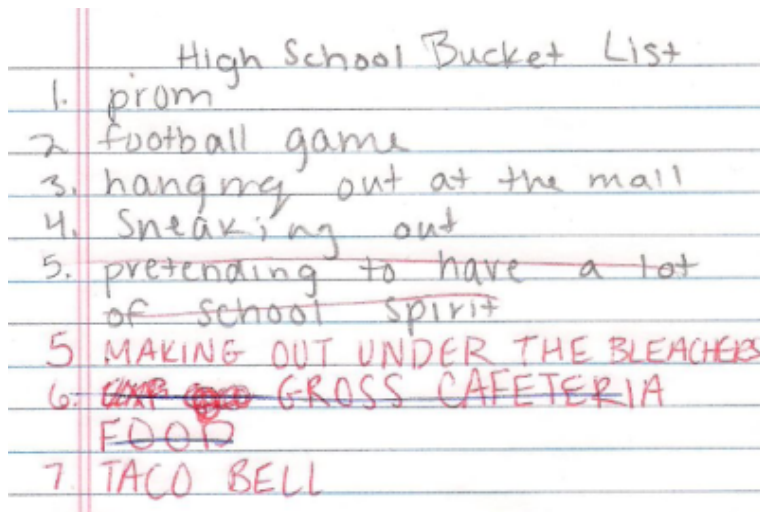 High School Bucket List
1. prom
2 football game
3. hanging out at the mall
4. Sneaking out
5. pretending to have a lot
of school spirit
5 MAKING OUT UNDER THE BLEACHERS
6. GROSS CAFETERIA
FOOD
7. TACO BELL